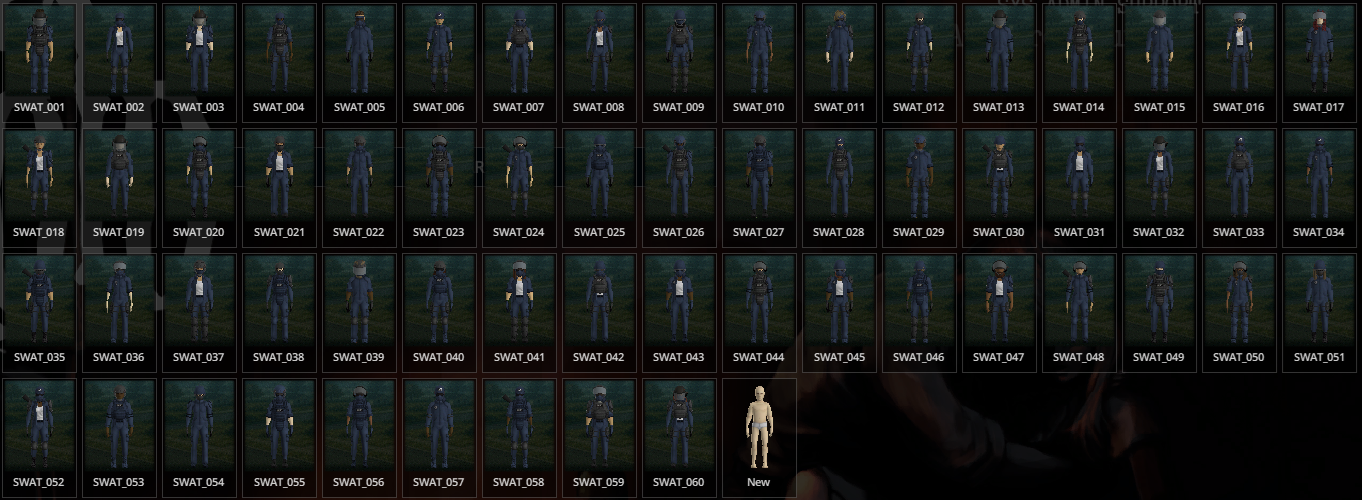 SWAT_001 SWAT_002 SWAT_003 SWAT_004 SWAT_005 SWAT_006 SWAT_007 SWAT_008 SWAT_009 SWAT_010 SWAT_011 SWAT_012 SWAT_013 SWAT_014 SWAT_015 SWAT_016 SWAT_017
SWAT_018 SWAT_019 SWAT_020 SWAT_021 SWAT_022 SWAT_023 SWAT_024 SWAT_025 SWAT_026 SWAT_027 SWAT_028 SWAT_029 SWAT_030 SWAT_031 SWAT_032 SWAT_033 SWAT_034
SWAT_035 SWAT_036 SWAT_037 SWAT_038 SWAT_039 SWAT_040 SWAT_041 SWAT_042 SWAT_043 SWAT_044 SWAT_045 SWAT_046 SWAT_047 SWAT_048 SWAT_049 SWAT_050 SWAT_051
SWAT_052 SWAT_053 SWAT_054 SWAT_055 SWAT_056 SWAT_057 SWAT_058 SWAT_059 SWAT_060 New